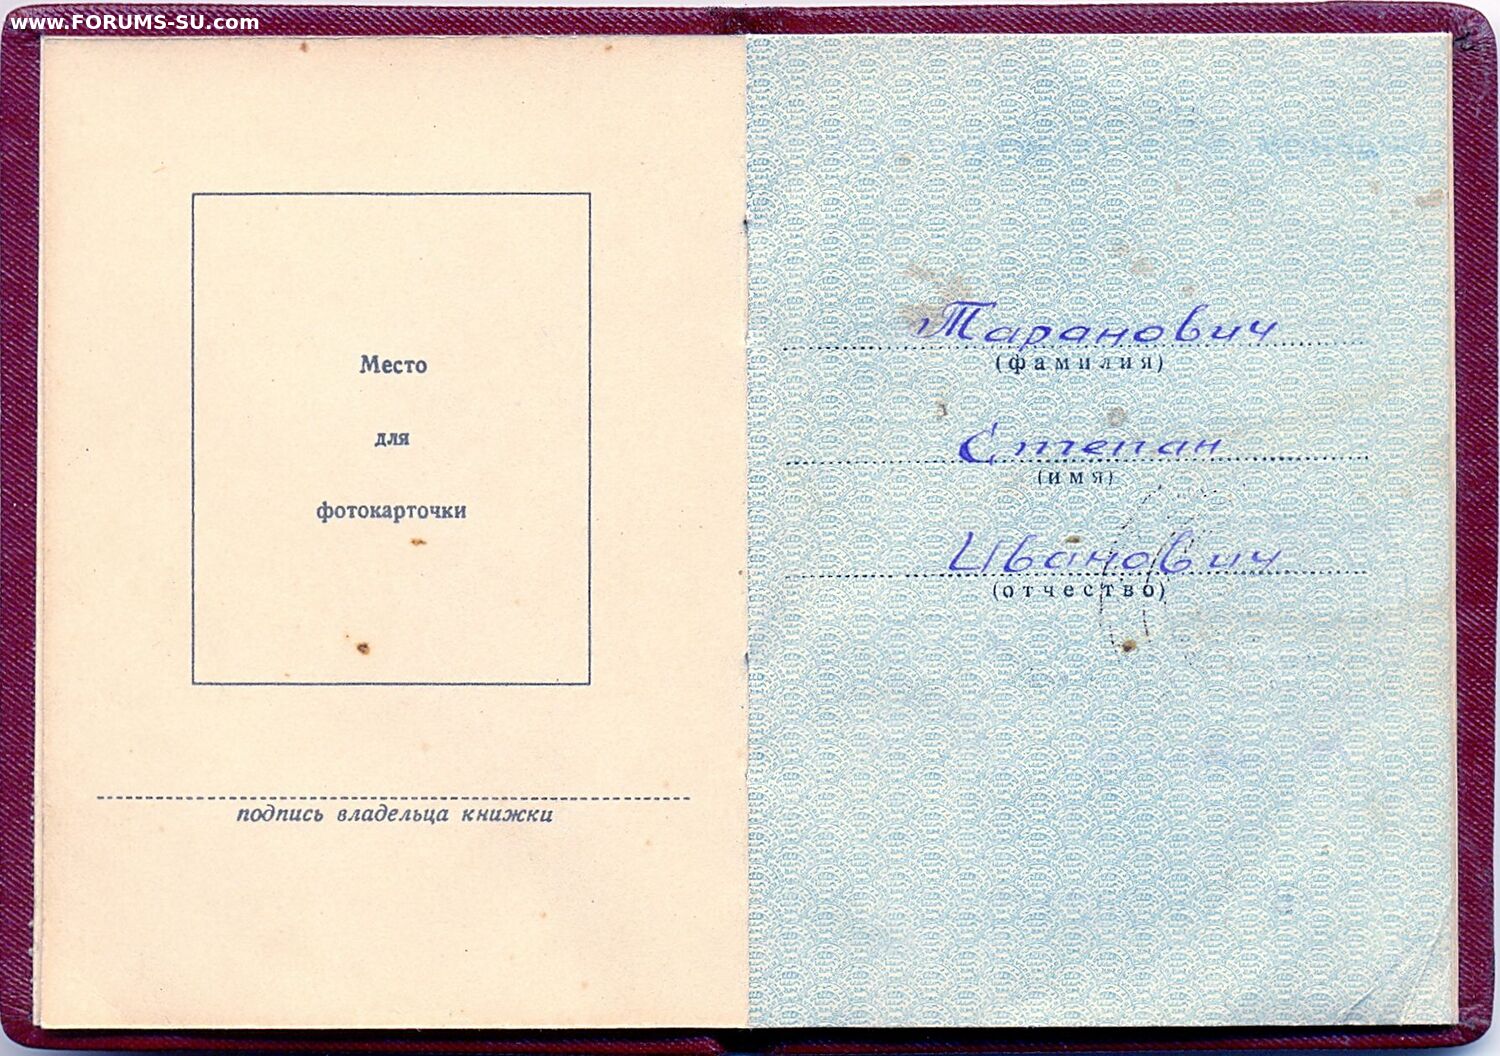 www.FORUMS-SU.com
Место
для
фотокарточки
подпись владельца книжки
Таранович
(фамилия)
Степан
(имя)
Иванович
(отчество)